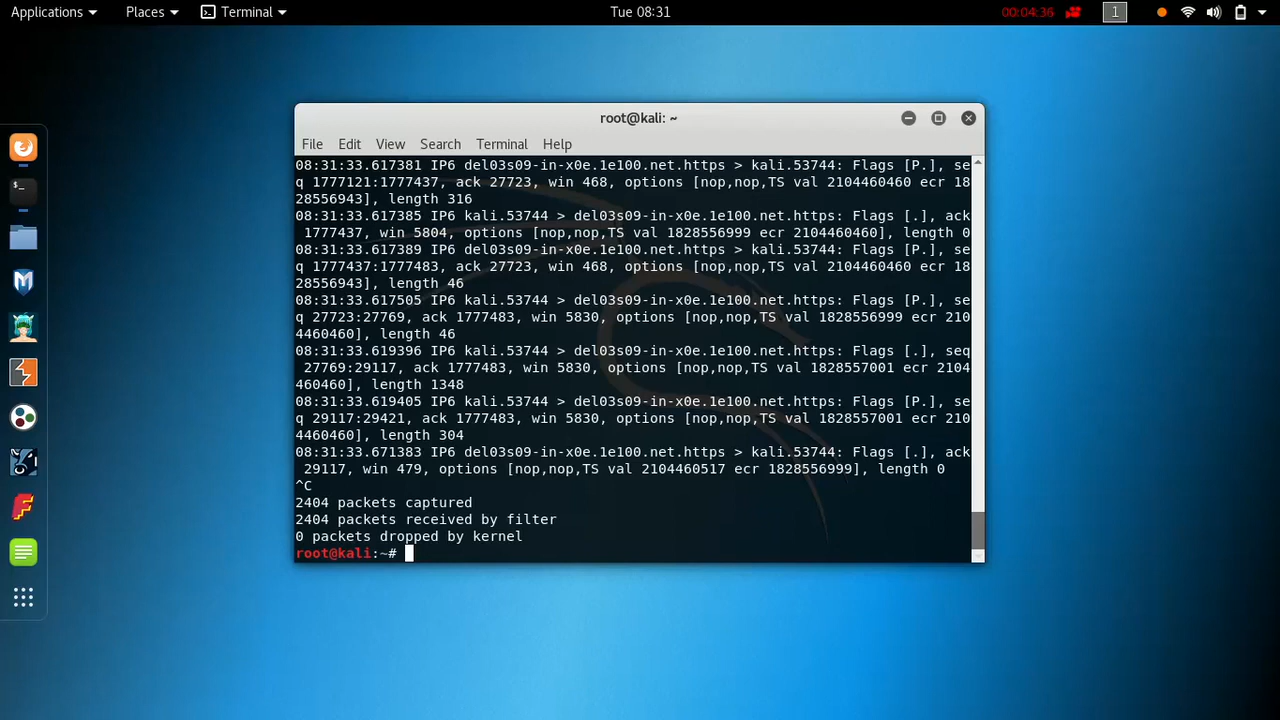 Applications Places Terminal Tue 08:31 00:04:36 1
root@kali: ~
File Edit View Search Terminal Help
08:31:33.617381 IP6 del03s09-in-x0e.1e100.net.https > kali.53744: Flags [P.], se
q 1777121:1777437, ack 27723, win 468, options [nop,nop,TS val 2104460460 ecr 18
28556943], length 316
08:31:33.617385 IP6 kali.53744 > del03s09-in-x0e.1e100.net.https: Flags [.], ack
1777437, win 5804, options [nop,nop,TS val 1828556999 ecr 2104460460], length 0
08:31:33.617389 IP6 del03s09-in-x0e.1e100.net.https > kali.53744: Flags [P.], se
q 1777437:1777483, ack 27723, win 468, options [nop,nop,TS val 2104460460 ecr 18
28556943], length 46
08:31:33.617505 IP6 kali.53744 > del03s09-in-x0e.1e100.net.https: Flags [P.], se
q 27723:27769, ack 1777483, win 5830, options [nop,nop,TS val 1828556999 ecr 210
4460460], length 46
08:31:33.619396 IP6 kali.53744 > del03s09-in-x0e.1e100.net.https: Flags [.], seq
27769:29117, ack 1777483, win 5830, options [nop,nop,TS val 1828557001 ecr 2104
460460], length 1348
08:31:33.619405 IP6 kali.53744 > del03s09-in-x0e.1e100.net.https: Flags [P.], se
q 29117:29421, ack 1777483, win 5830, options [nop,nop,TS val 1828557001 ecr 210
4460460], length 304
08:31:33.671383 IP6 del03s09-in-x0e.1e100.net.https > kali.53744: Flags [.], ack
29117, win 479, options [nop,nop,TS val 2104460517 ecr 1828556999], length 0
^C
2404 packets captured
2404 packets received by filter
0 packets dropped by kernel
root@kali:~#